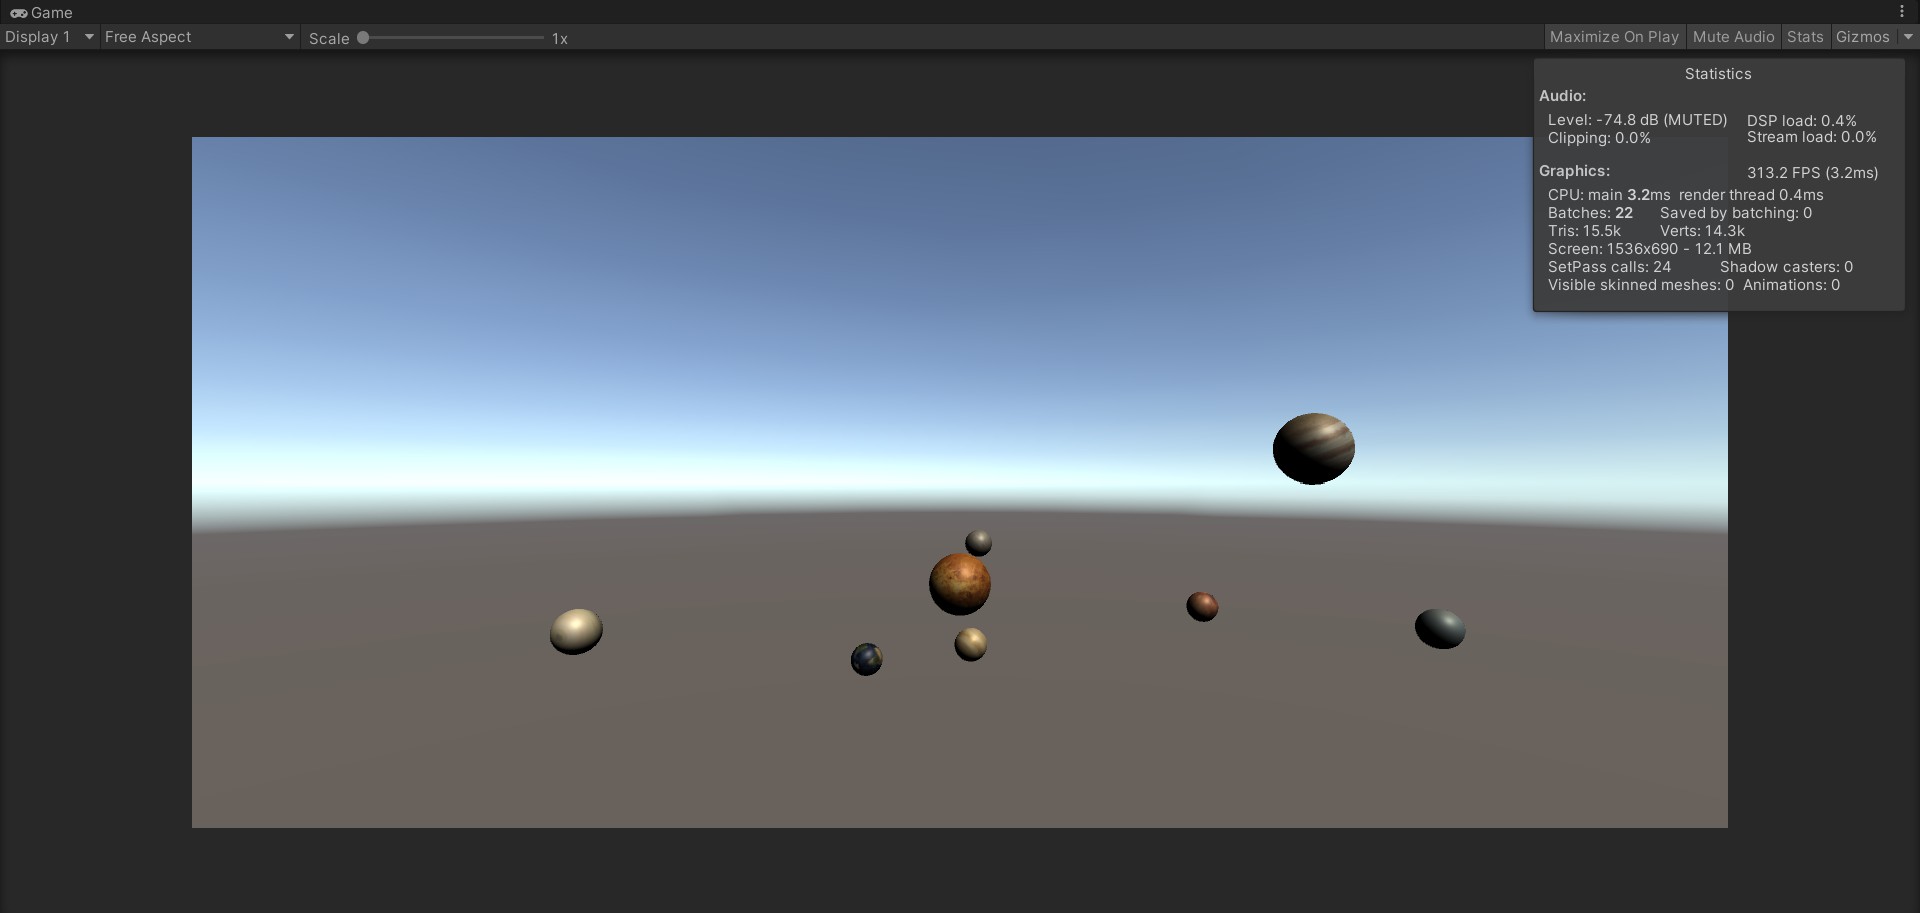 Game
Display 1 Free Aspect Scale 1x Maximize On Play Mute Audio Stats Gizmos
Statistics
Audio:
Level: -74.8 dB (MUTED) DSP load: 0.4%
Clipping: 0.0% Stream load: 0.0%
Graphics: 313.2 FPS (3.2ms)
CPU: main 3.2ms render thread 0.4ms
Batches: 22 Saved by batching: 0
Tris: 15.5k Verts: 14.3k
Screen: 1536x690 - 12.1 MB
SetPass calls: 24 Shadow casters: 0
Visible skinned meshes: 0 Animations: 0